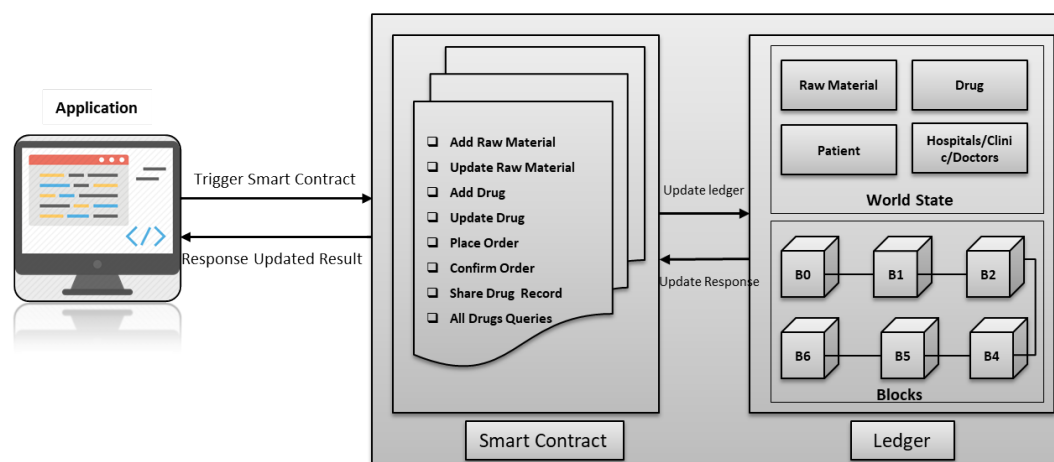 Application
Trigger Smart Contract
Response Updated Result
Add Raw Material
Update Raw Material
Add Drug
Update Drug
Place Order
Confirm Order
Share Drug Record
All Drugs Queries
Smart Contract
Update ledger
Update Response
Raw Material
Drug
Patient
Hospitals/Clini
c/Doctors
World State
B0
B1
B2
B6
B5
B4
Blocks
Ledger